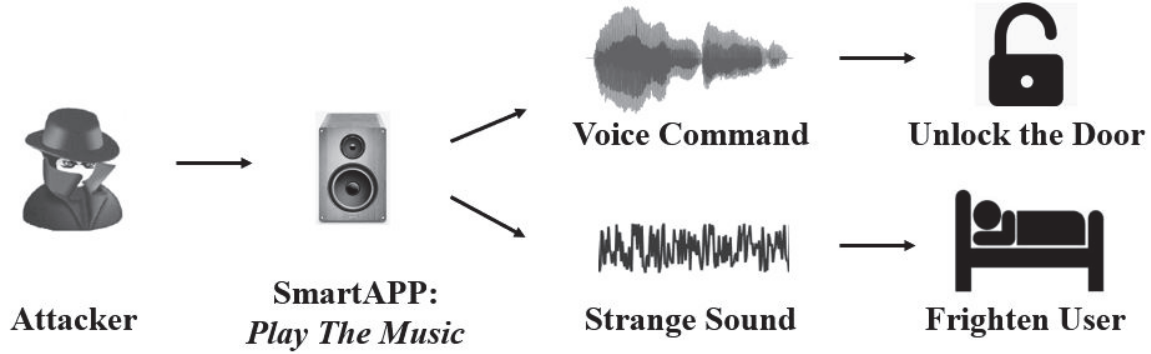 Voice Command
Unlock the Door
Attacker
SmartAPP:
Play The Music
Strange Sound
Frighten User